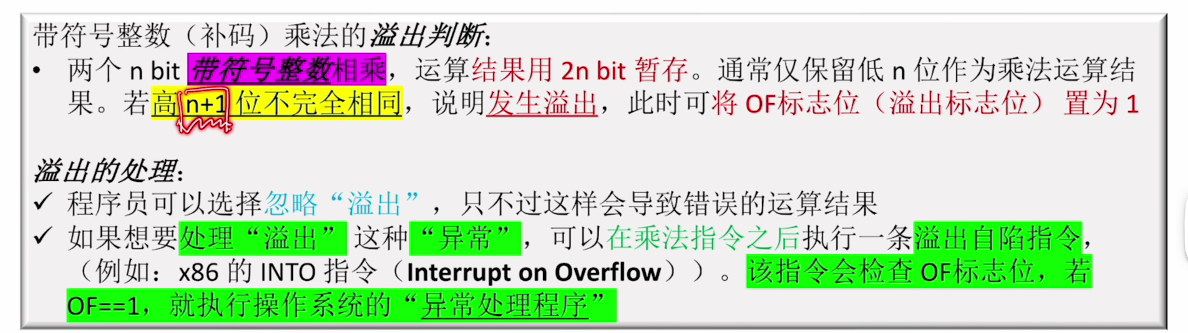 带符号整数（补码）乘法的溢出判断：
• 两个 n bit 带符号整数相乘，运算结果用 2n bit 暂存。通常仅保留低 n 位作为乘法运算结
果。若高 n+1 位不完全相同，说明发生溢出，此时可将 OF标志位（溢出标志位） 置为 1
溢出的处理：
✓ 程序员可以选择忽略“溢出”，只不过这样会导致错误的运算结果
✓ 如果想要处理“溢出” 这种“异常”，可以在乘法指令之后执行一条溢出自陷指令，
（例如：x86 的 INTO 指令（Interrupt on Overflow））。该指令会检查 OF标志位，若
OF==1，就执行操作系统的“异常处理程序”